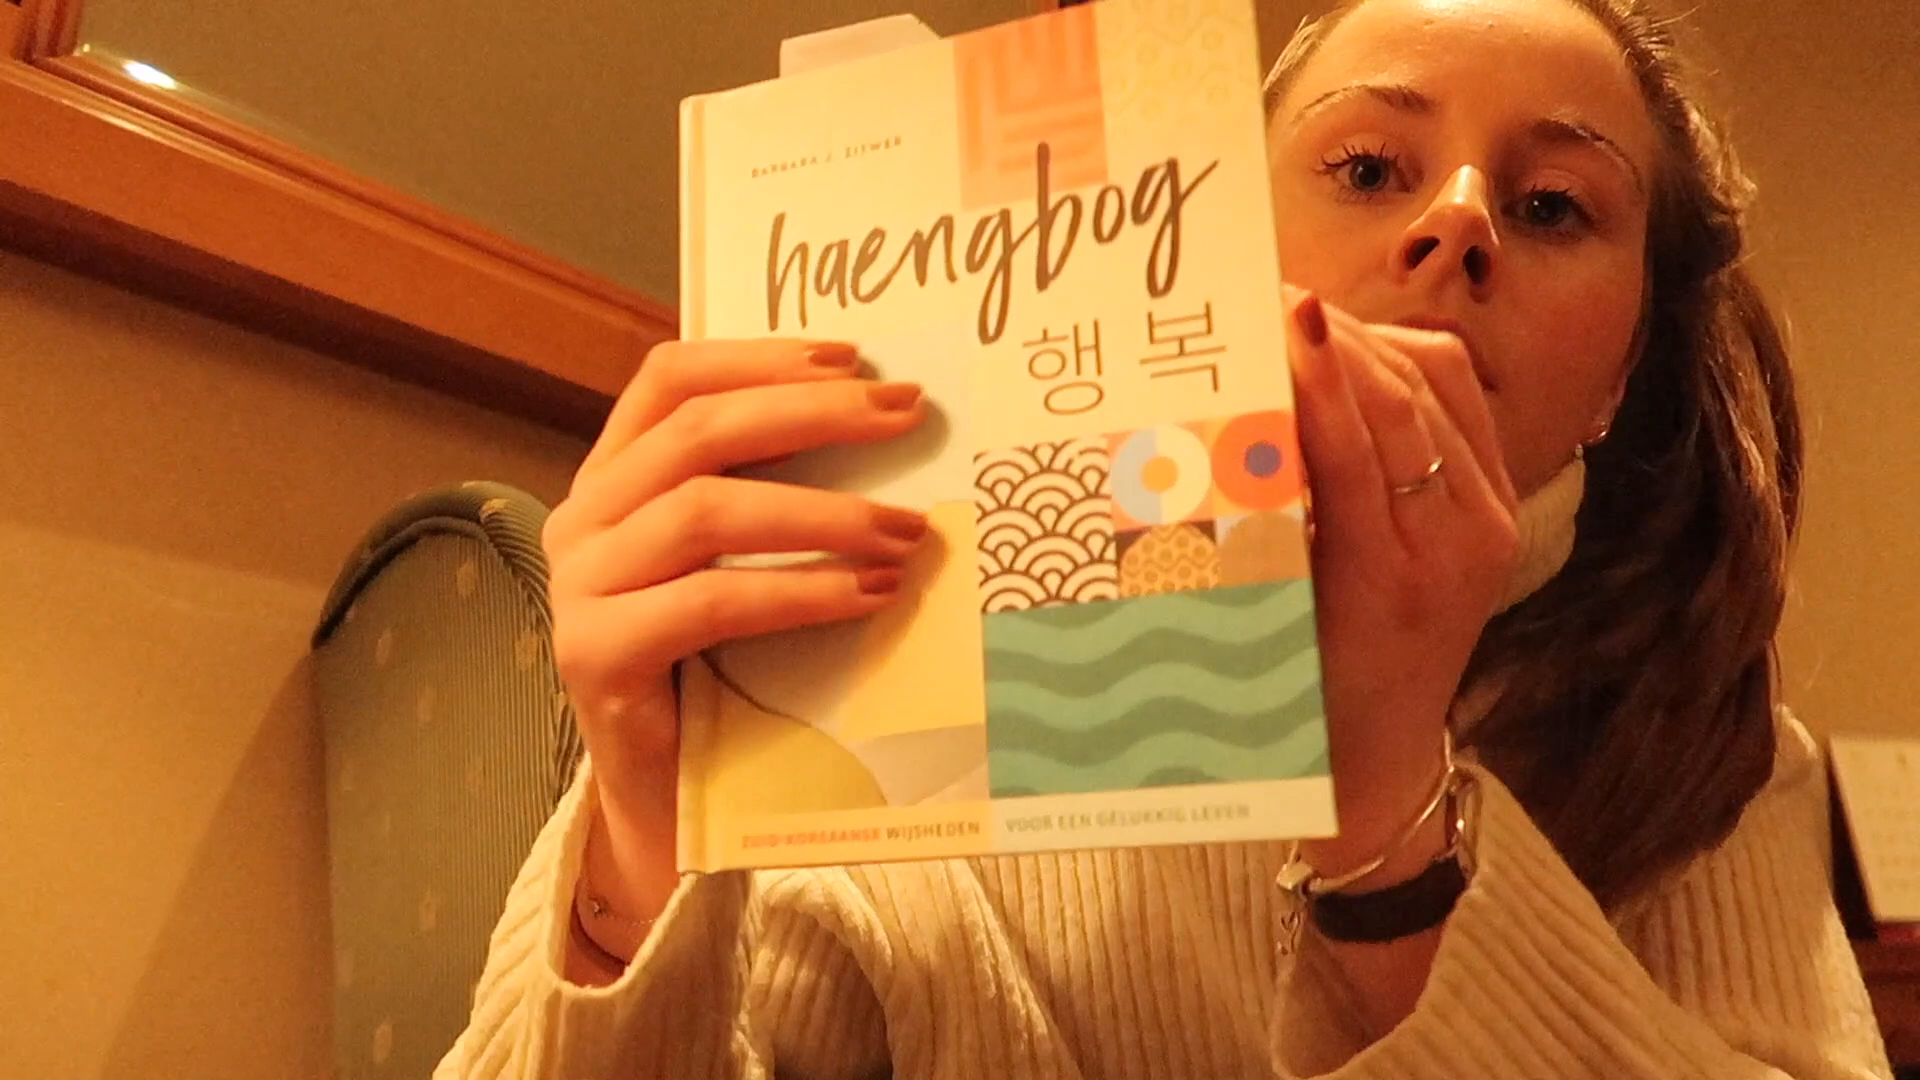 BARBARA J. ZITWER
haengbog
행복
ZUID-KOREAANSE WIJSHEDEN VOOR EEN GELUKKIG LEVEN